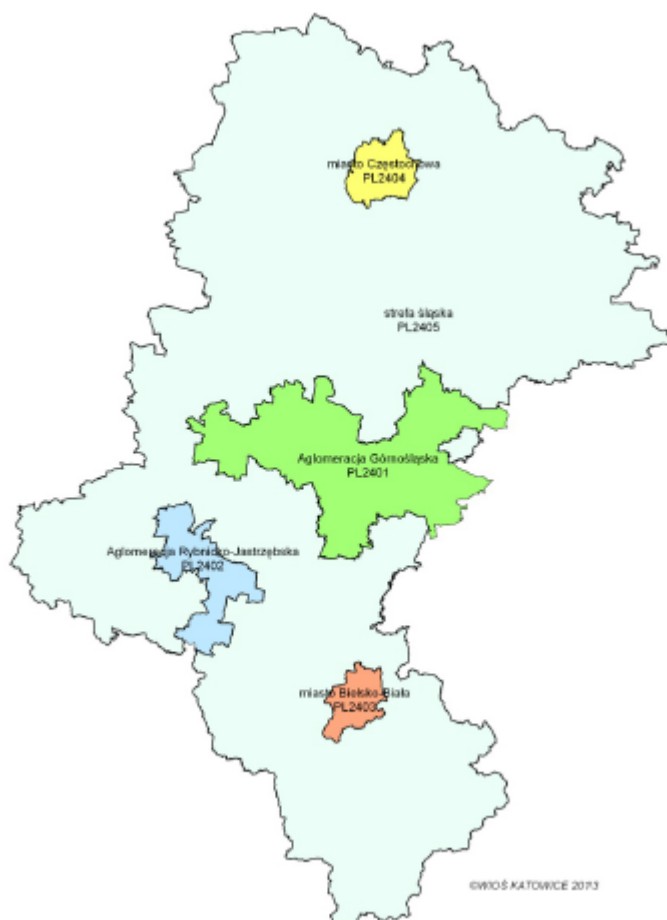 miasto Częstochowa
PL2404
strefa śląska
PL2405
Aglomeracja Górnośląska
PL2401
Aglomeracja Rybnicko-Jastrzębska
PL2402
miasto Bielsko-Biała
PL2403
©WIOŚ KATOWICE 2013